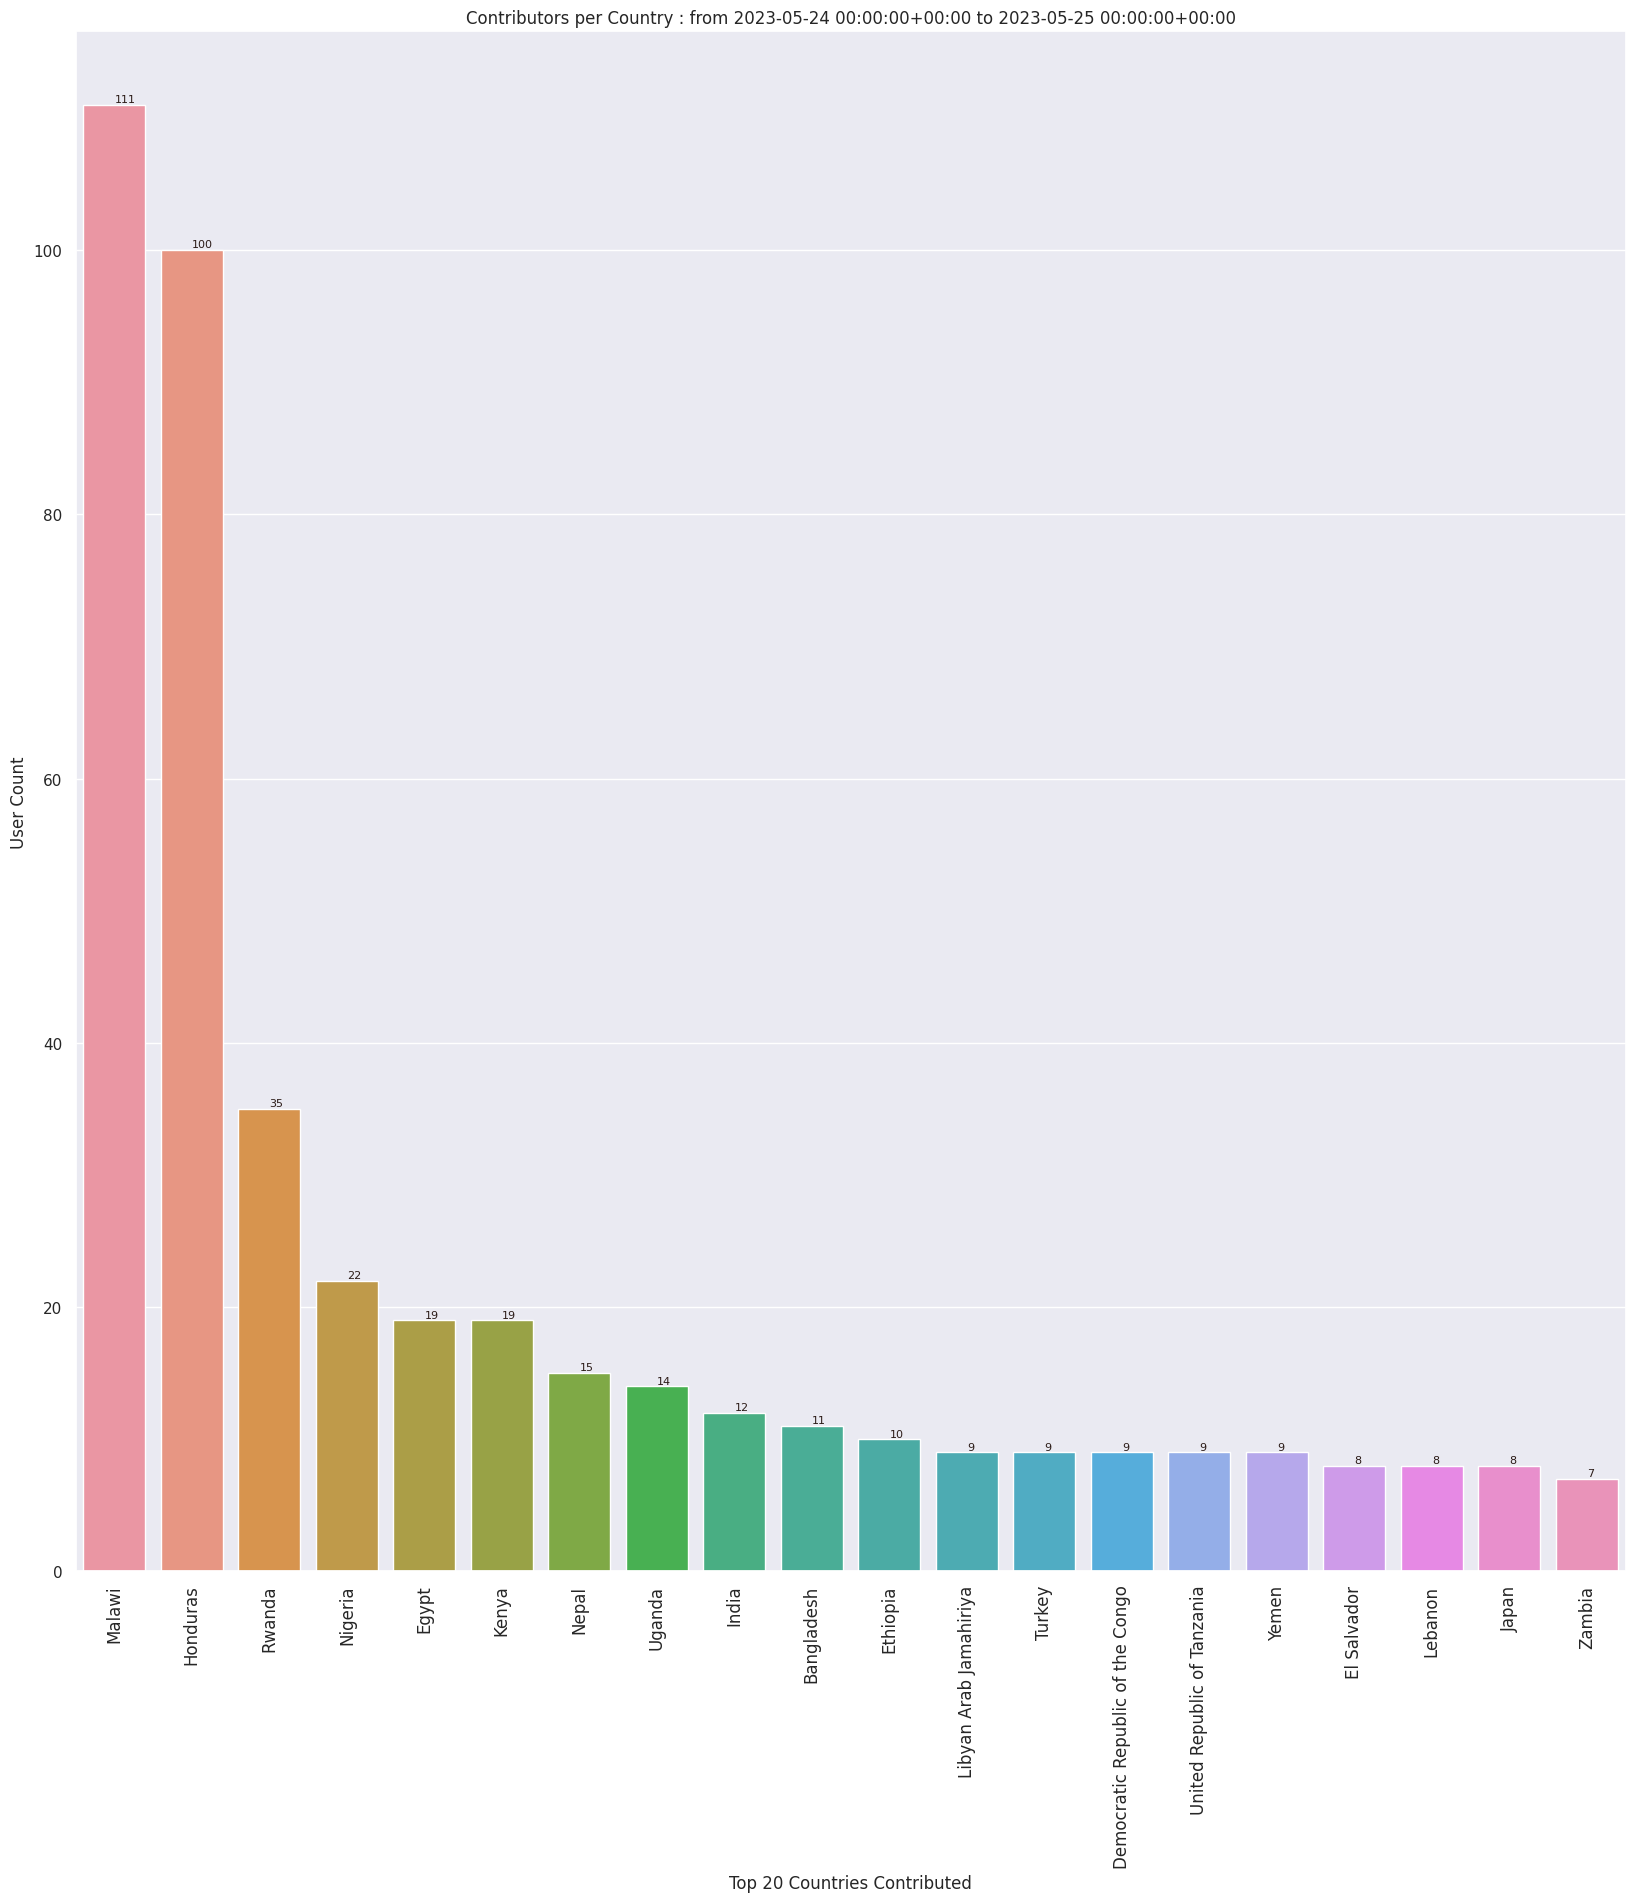 Contributors per Country : from 2023-05-24 00:00:00+00:00 to 2023-05-25 00:00:00+00:00
User Count
100
80
60
40
20
0
111
100
35
22
19
19
15
14
12
11
10
9
9
9
9
9
8
8
8
7
Malawi
Honduras
Rwanda
Nigeria
Egypt
Kenya
Nepal
Uganda
India
Bangladesh
Ethiopia
Libyan Arab Jamahiriya
Turkey
Democratic Republic of the Congo
United Republic of Tanzania
Yemen
El Salvador
Lebanon
Japan
Zambia
Top 20 Countries Contributed